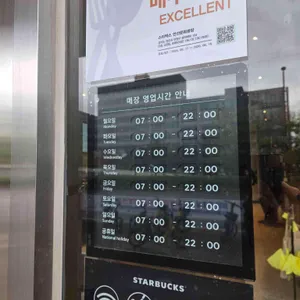 EXCELLENT
매장 영업시간 안내
월요일 07 : 00 - 22 : 00
Monday
화요일 07 : 00 - 22 : 00
Tuesday
수요일 07 : 00 - 22 : 00
Wednesday
목요일 07 : 00 - 22 : 00
Thursday
금요일 07 : 00 - 22 : 00
Friday
토요일 07 : 00 - 22 : 00
Saturday
일요일 07 : 00 - 22 : 00
Sunday
공휴일 07 : 00 - 22 : 00
National holiday
STARBUCKS